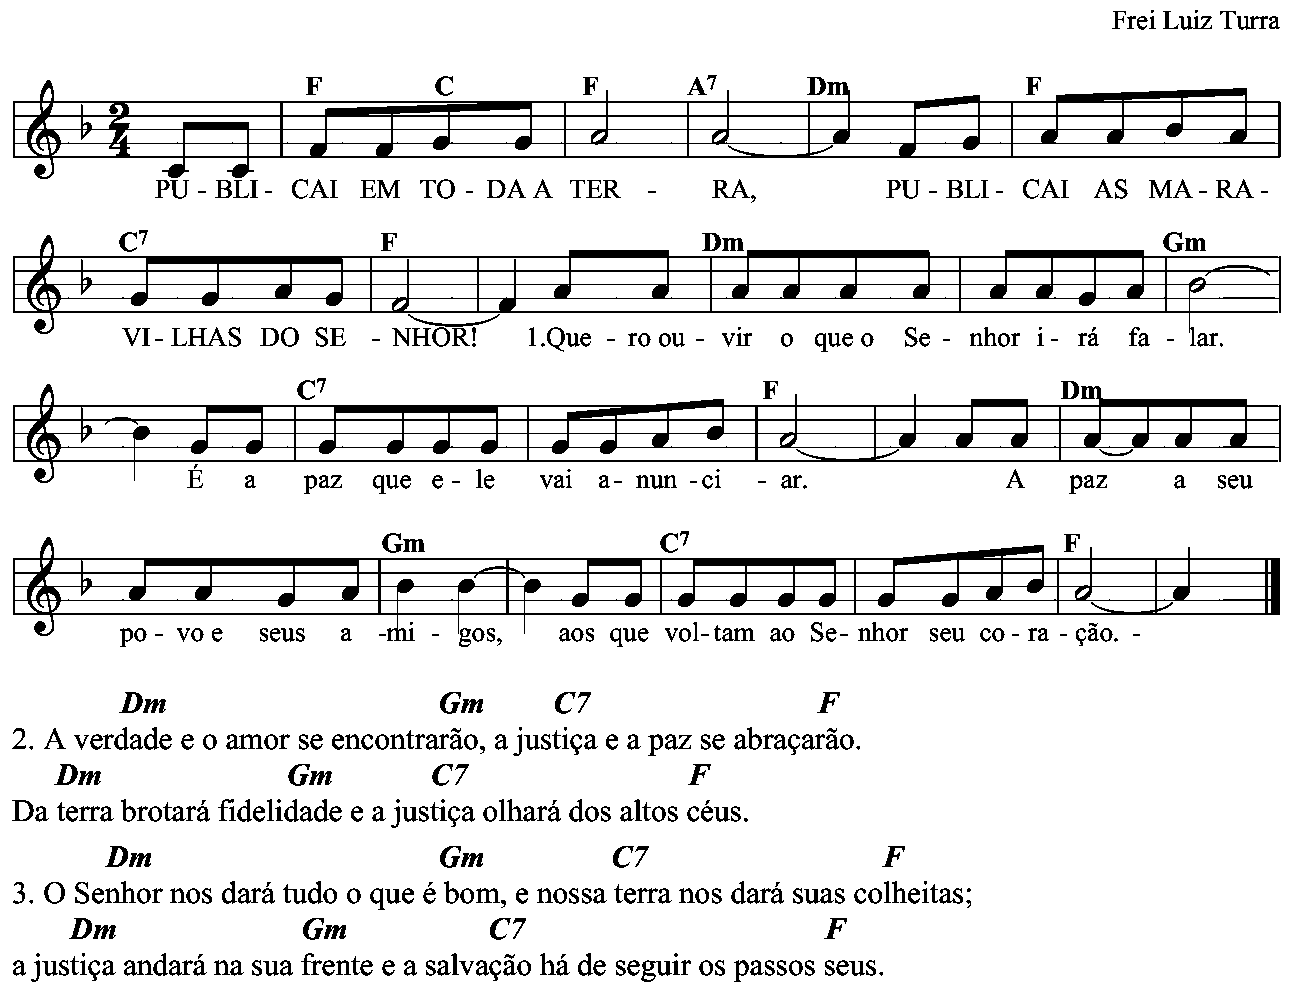 Frei Luiz Turra
F C F A7 Dm F
2 4
PU - BLI - CAI EM TO - DA A TER - RA, PU - BLI - CAI AS MA - RA -
C7 F Dm Gm
VI - LHAS DO SE - NHOR! 1.Que - ro ou - vir o que o Se - nhor i - rá fa - lar.
C7 F Dm
É a paz que e - le vai a - nun - ci - ar. A paz a seu
Gm C7 F
po - vo e seus a - mi - gos, aos que vol - tam ao Se - nhor seu co - ra - ção. -
Dm Gm C7 F
2. A verdade e o amor se encontrarão, a justiça e a paz se abraçarão.
Dm Gm C7 F
Da terra brotará fidelidade e a justiça olhará dos altos céus.
Dm Gm C7 F
3. O Senhor nos dará tudo o que é bom, e nossa terra nos dará suas colheitas;
Dm Gm C7 F
a justiça andará na sua frente e a salvação há de seguir os passos seus.